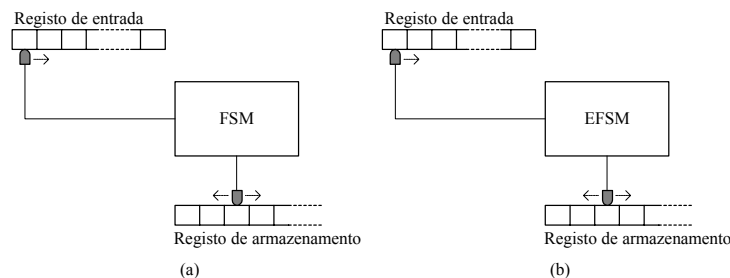 Registo de entrada
FSM
Registo de armazenamento
(a)
Registo de entrada
EFSM
Registo de armazenamento
(b)